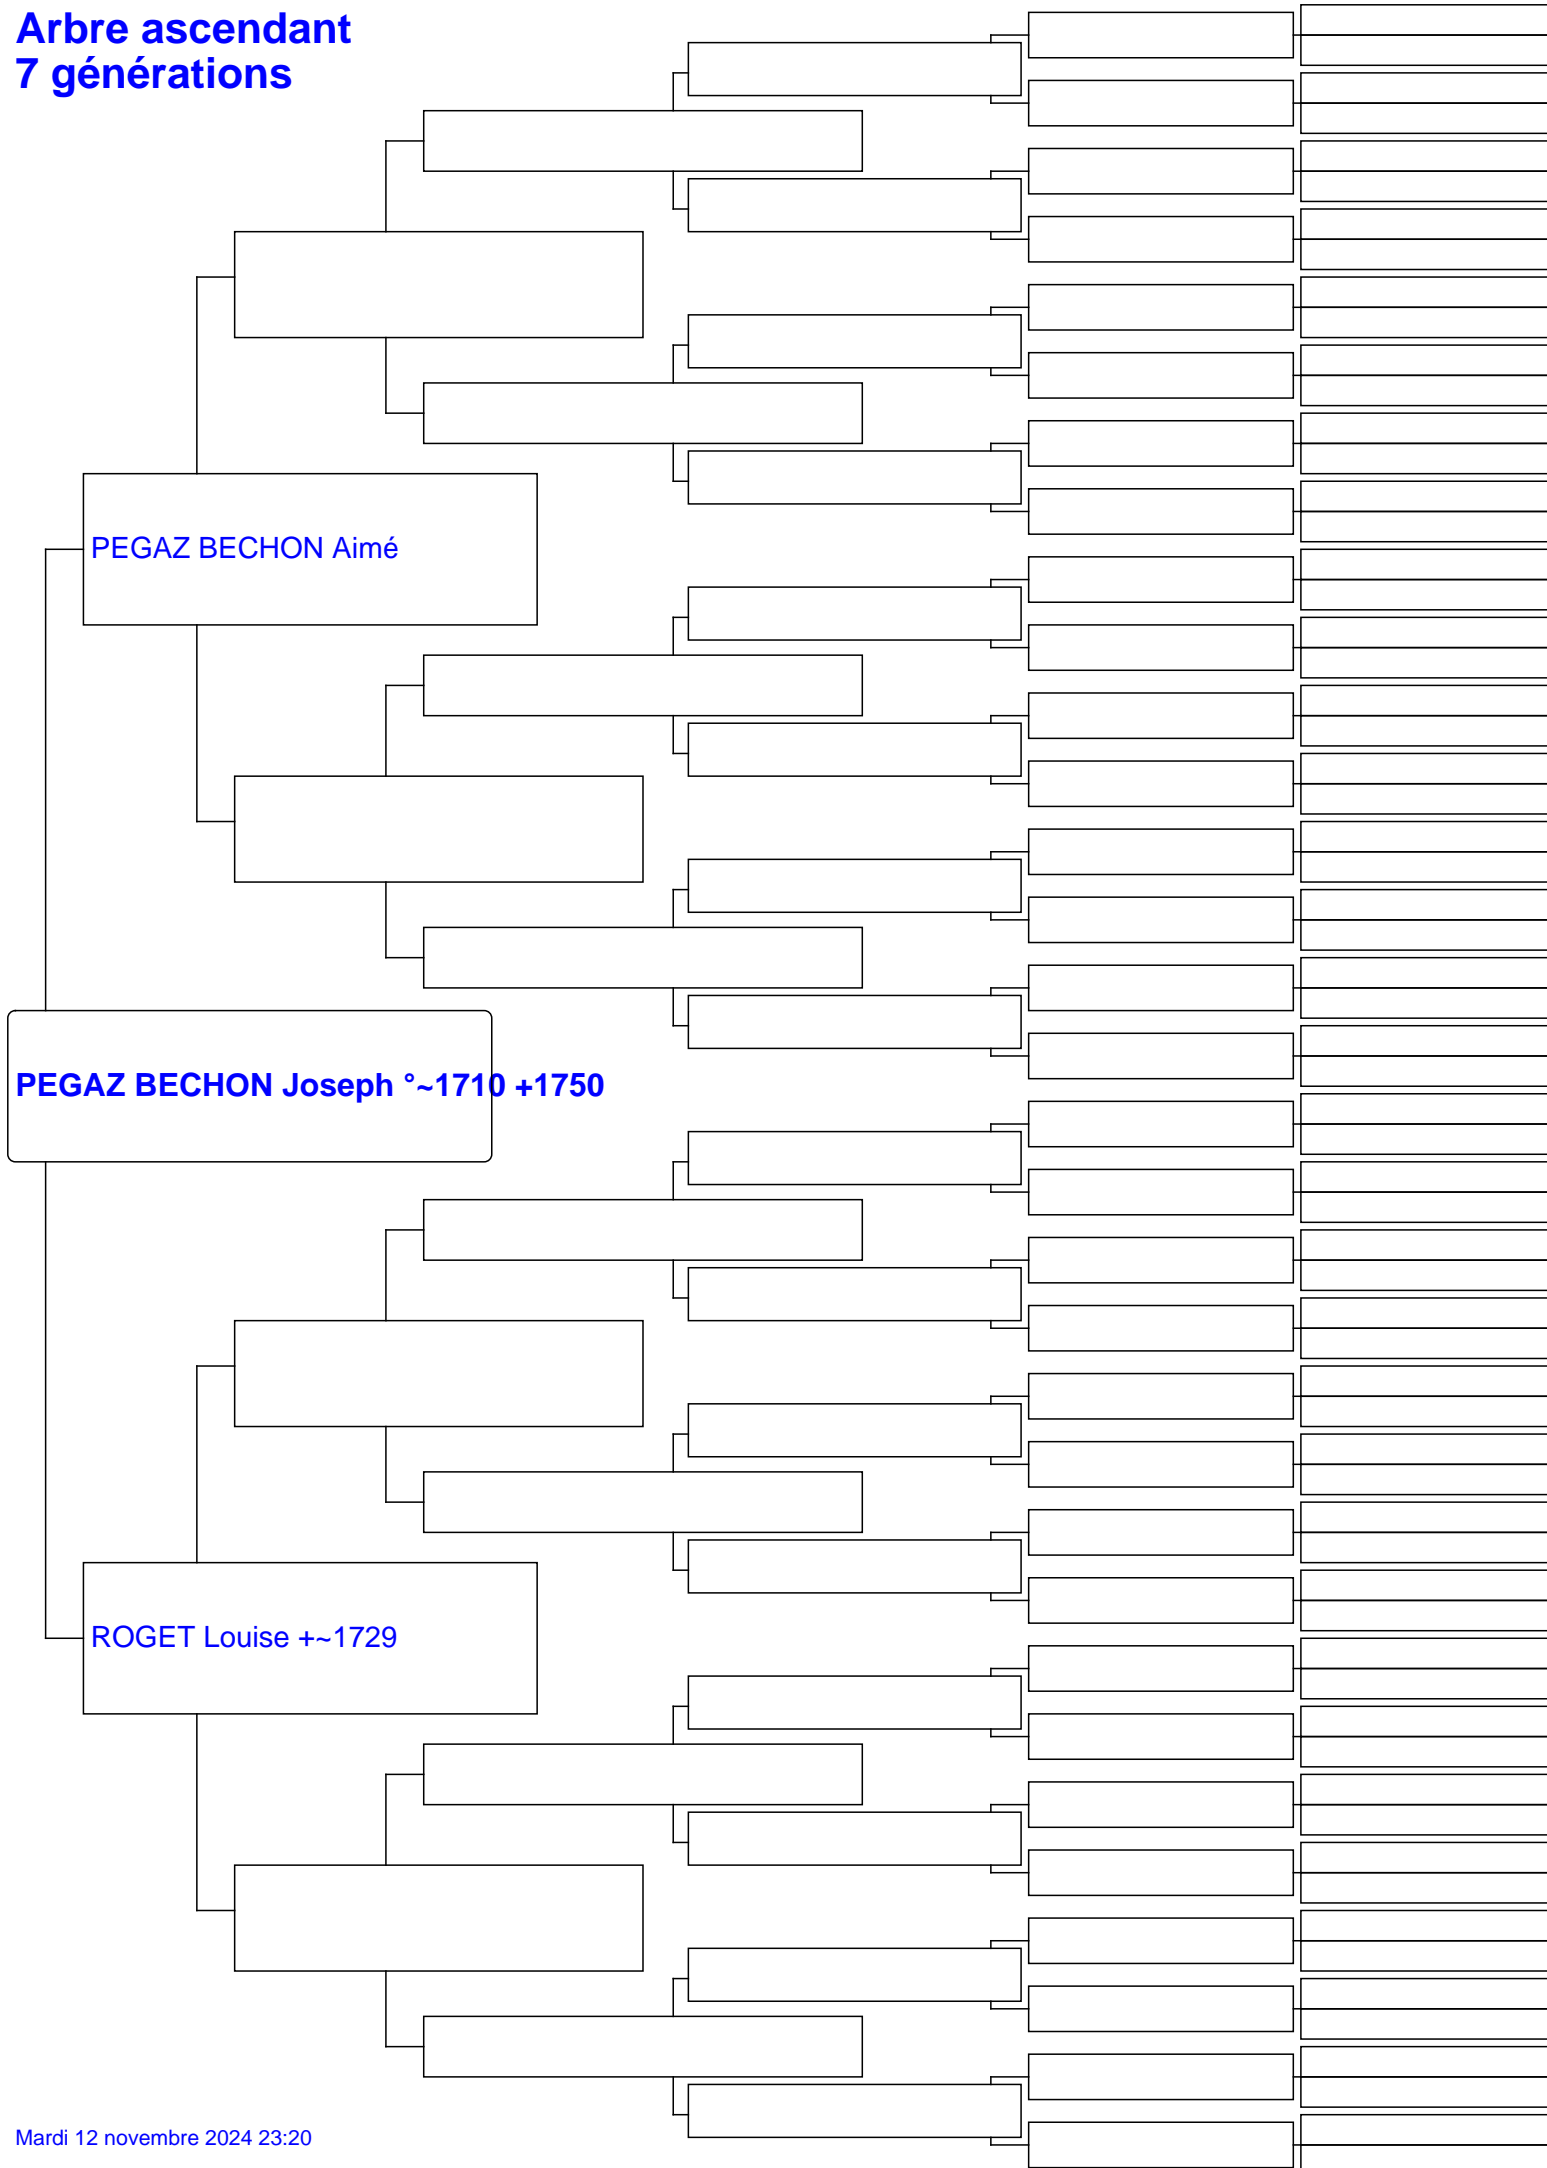 Arbre ascendant
7 générations
PEGAZ BECHON Aimé
PEGAZ BECHON Joseph °~1710 +1750
ROGET Louise +~1729
Mardi 12 novembre 2024 23:20